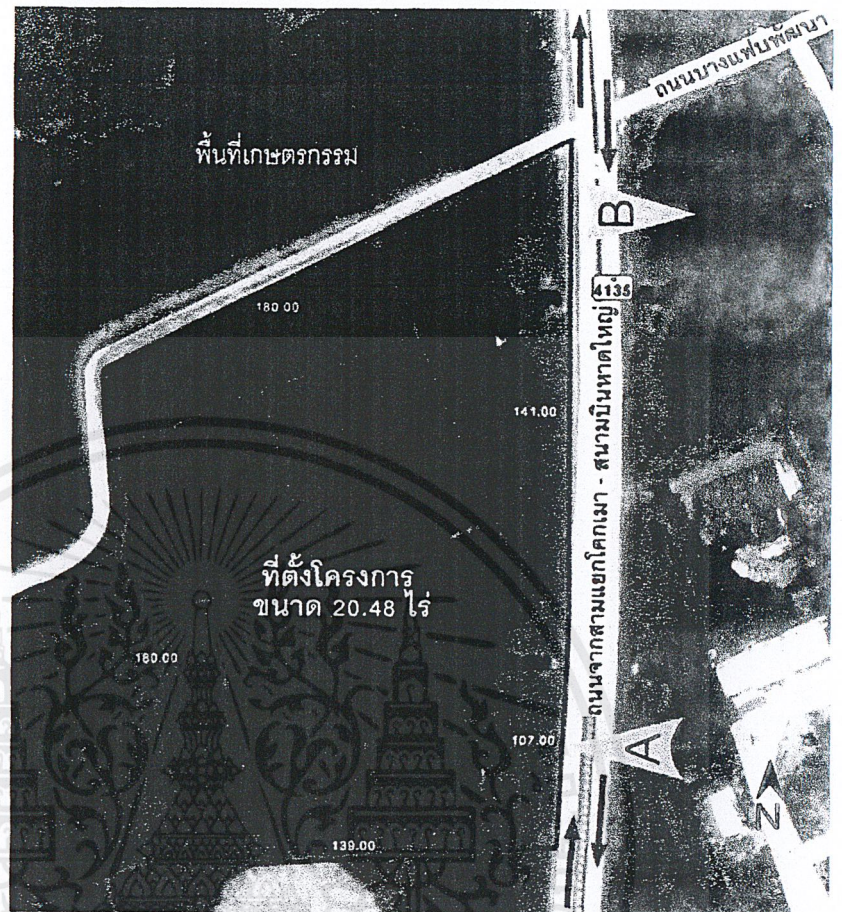 ถนนบางแฟบพัฒนา
พื้นที่เกษตรกรรม
B
4135
180.00
141.00
ถนนจากสามแยกโคกเมา - สนามบินหาดใหญ่
ที่ตั้งโครงการ
ขนาด 20.48 ไร่
180.00
107.00
A
Z
139.00